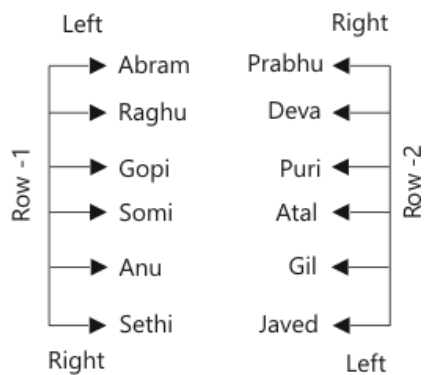 Left Right
Abram Prabhu
Raghu Deva
Gopi Puri
Row -1 Row -2
Somi Atal
Anu Gil
Sethi Javed
Right Left